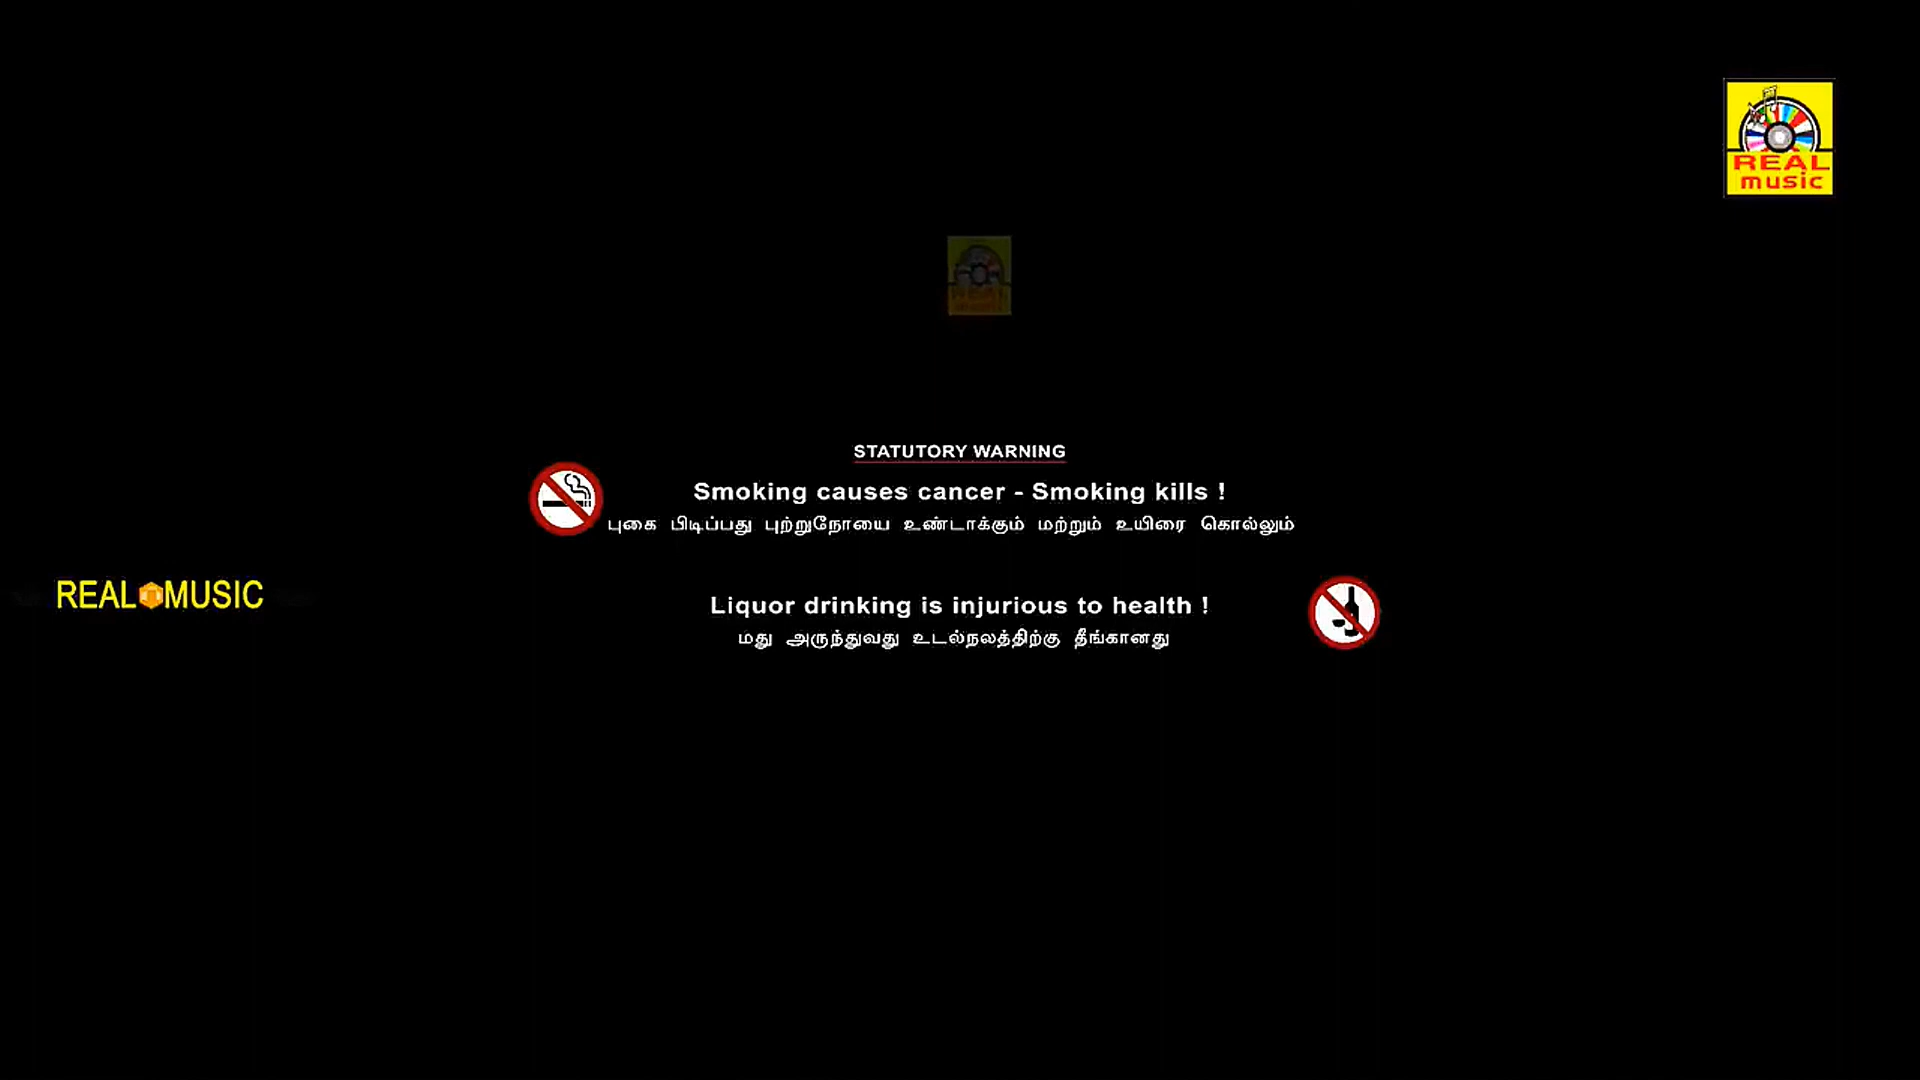 REAL
music
STATUTORY WARNING
Smoking causes cancer - Smoking kills !
புகை பிடிப்பது புற்றுநோயை உண்டாக்கும் மற்றும் உயிரை கொல்லும்
REAL MUSIC
Liquor drinking is injurious to health !
மது அருந்துவது உடல்நலத்திற்கு தீங்கானது